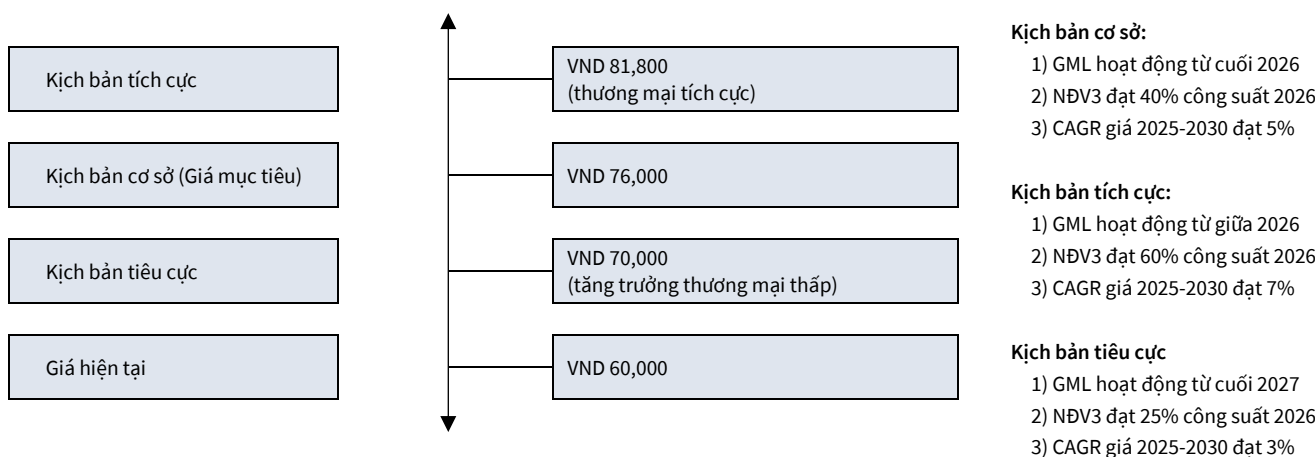 Kịch bản tích cực
VND 81,800
(thương mại tích cực)
Kịch bản cơ sở (Giá mục tiêu)
VND 76,000
Kịch bản tiêu cực
VND 70,000
(tăng trưởng thương mại thấp)
Giá hiện tại
VND 60,000
Kịch bản cơ sở:
1) GML hoạt động từ cuối 2026
2) NĐV3 đạt 40% công suất 2026
3) CAGR giá 2025-2030 đạt 5%
Kịch bản tích cực:
1) GML hoạt động từ giữa 2026
2) NĐV3 đạt 60% công suất 2026
3) CAGR giá 2025-2030 đạt 7%
Kịch bản tiêu cực
1) GML hoạt động từ cuối 2027
2) NĐV3 đạt 25% công suất 2026
3) CAGR giá 2025-2030 đạt 3%